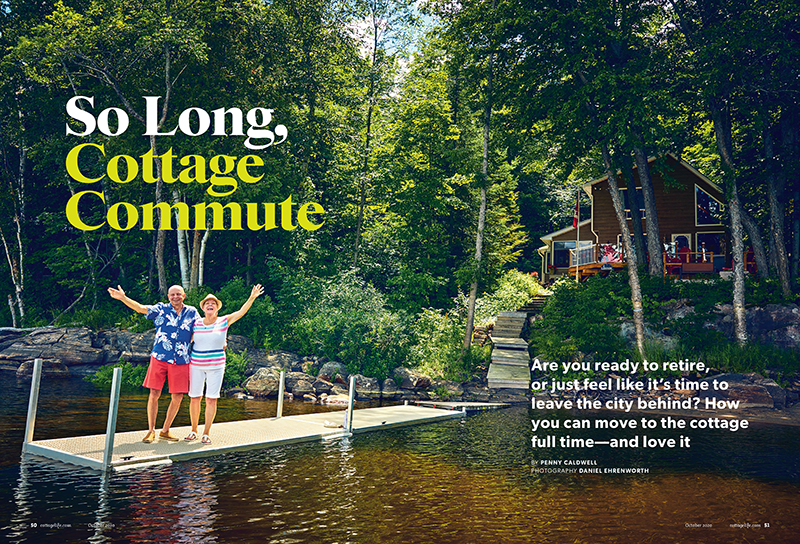 So Long,
Cottage
Commute
Are you ready to retire,
or just feel like it's time to
leave the city behind? How
you can move to the cottage
full time—and love it
BY PENNY CALDWELL
PHOTOGRAPHY DANIEL EHRENWORTH
50 cottagelife.com October 2020
October 2020 cottagelife.com 51